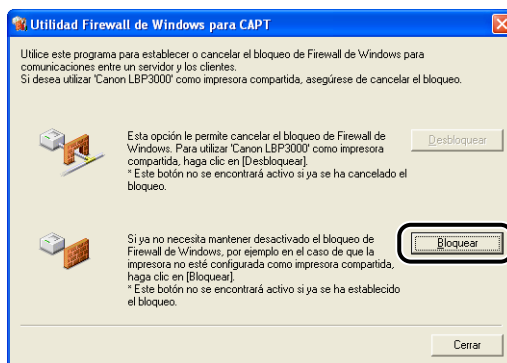 Utilidad Firewall de Windows para CAPT
Utilice este programa para establecer o cancelar el bloqueo de Firewall de Windows para
comunicaciones entre un servidor y los clientes.
Si desea utilizar 'Canon LBP3000' como impresora compartida, asegúrese de cancelar el bloqueo.
Esta opción le permite cancelar el bloqueo de Firewall de
Windows. Para utilizar 'Canon LBP3000' como impresora
compartida, haga clic en [Desbloquear].
* Este botón no se encontrará activo si ya se ha cancelado el
bloqueo.
Desbloquear
Si ya no necesita mantener desactivado el bloqueo de
Firewall de Windows, por ejemplo en el caso de que la
impresora no esté configurada como impresora compartida,
haga clic en [Bloquear].
* Este botón no se encontrará activo si ya se ha establecido
el bloqueo.
Bloquear
Cerrar